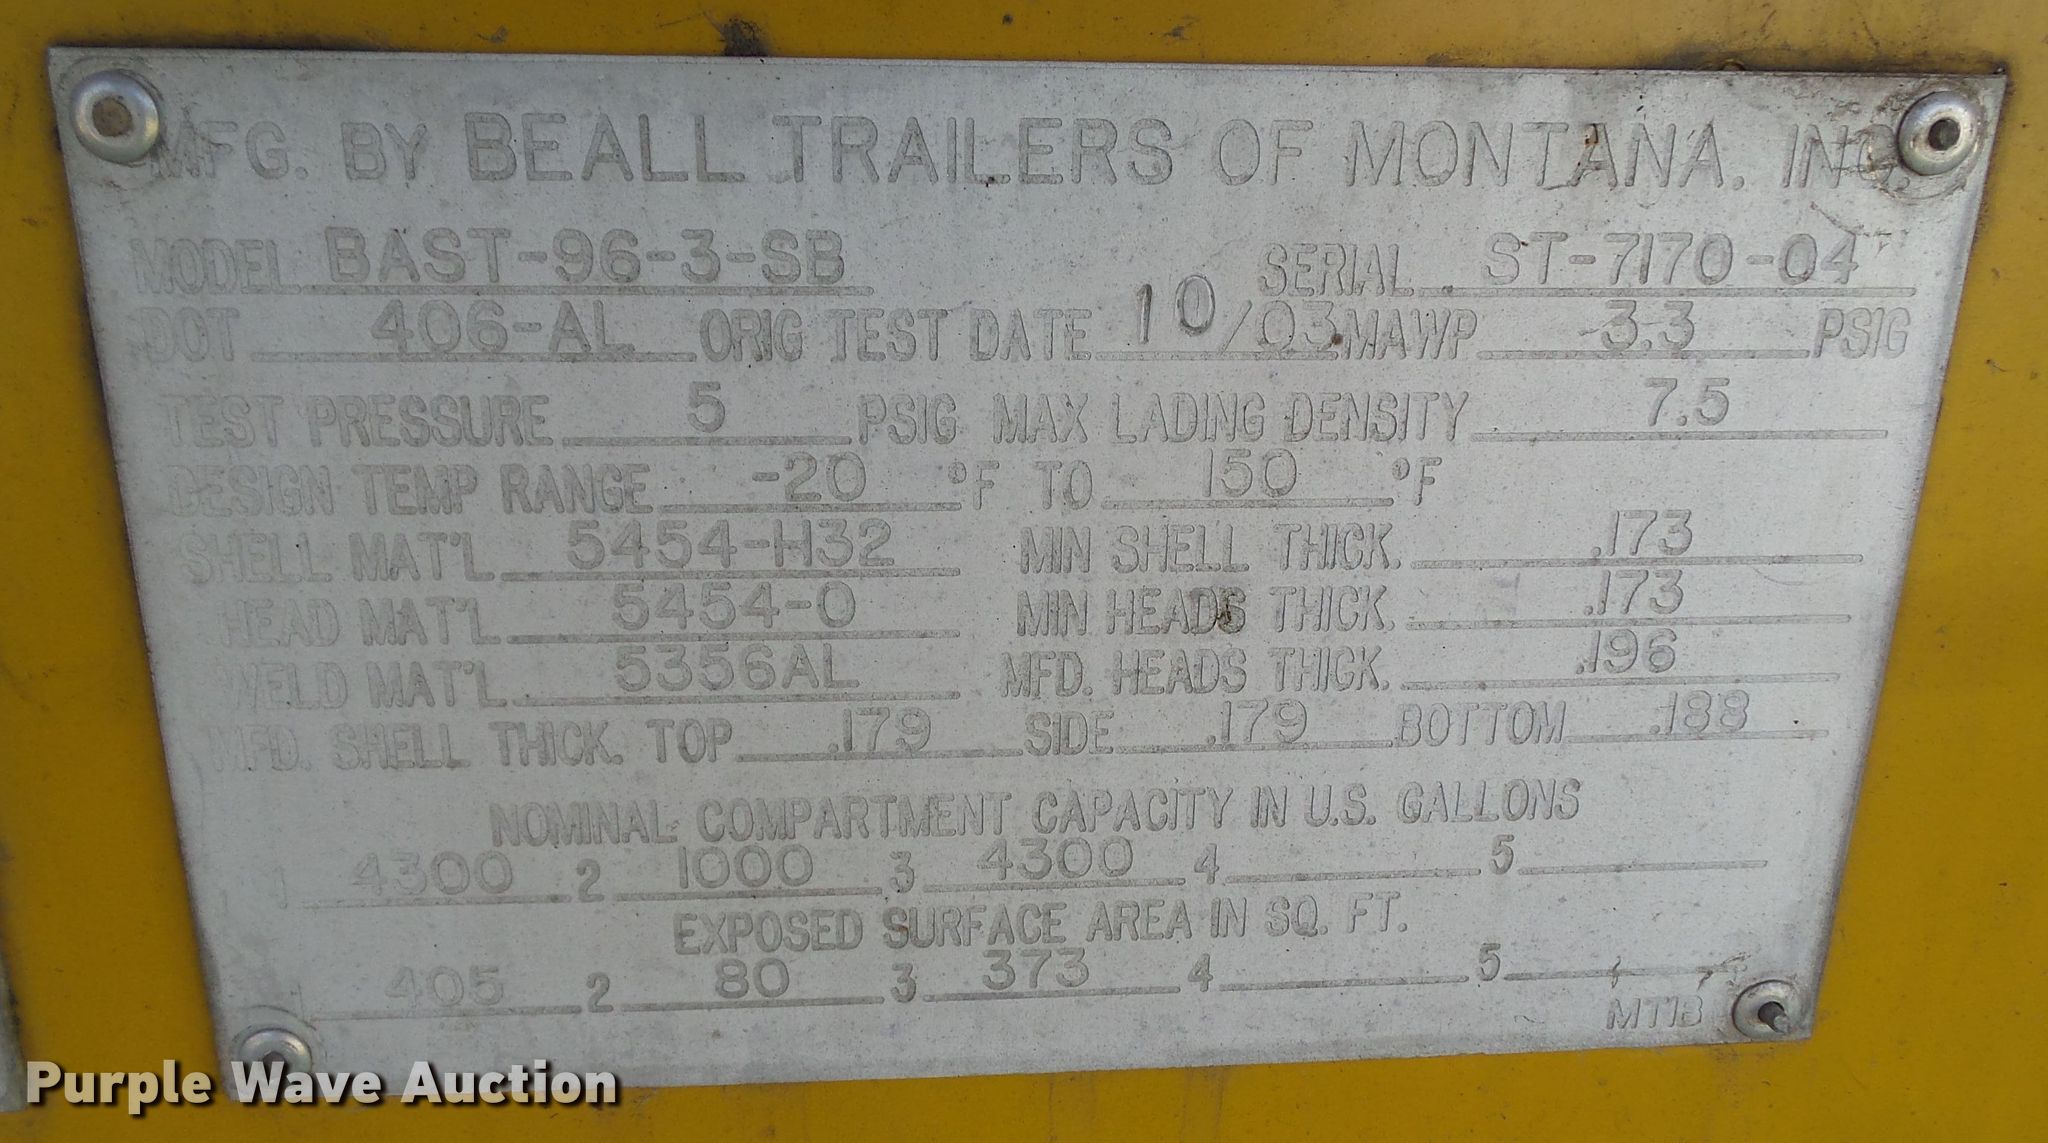 MFG. BY BEALL TRAILERS OF MONTANA, INC.
MODEL BAST-96-3-SB SERIAL ST-7170-04
DOT 406-AL ORIG TEST DATE 10/03 MAWP 3.3 PSIG
TEST PRESSURE 5 PSIG MAX LADING DENSITY 7.5
DESIGN TEMP RANGE -20 °F TO 150 °F
SHELL MAT'L 5454-H32 MIN SHELL THICK. .173
HEAD MAT'L 5454-O MIN HEADS THICK. .173
WELD MAT'L 5356AL MFD. HEADS THICK. .196
MFD. SHELL THICK. TOP .179 SIDE .179 BOTTOM .188
NOMINAL COMPARTMENT CAPACITY IN U.S. GALLONS
1 4300 2 1000 3 4300 4 5
EXPOSED SURFACE AREA IN SQ. FT.
1 405 2 80 3 373 4 5
MT1B
Purple Wave Auction